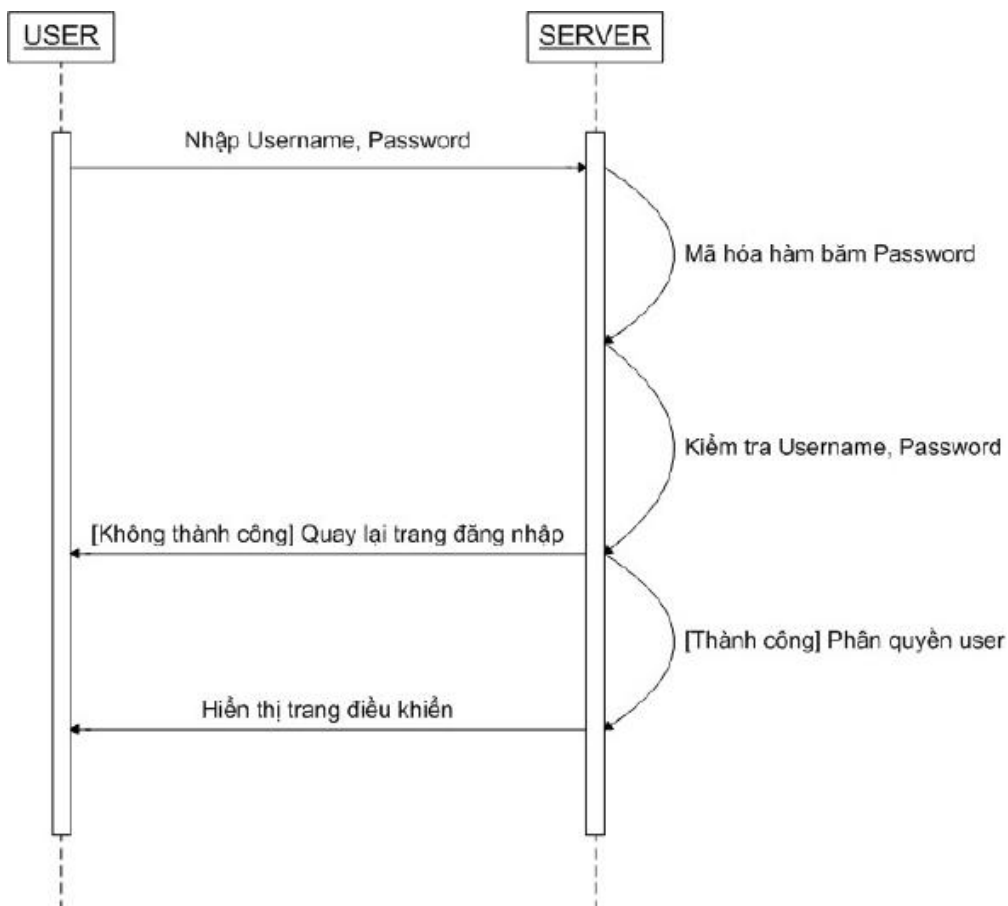 USER
SERVER
Nhập Username, Password
Mã hóa hàm băm Password
Kiểm tra Username, Password
[Không thành công] Quay lại trang đăng nhập
[Thành công] Phân quyền user
Hiển thị trang điều khiển